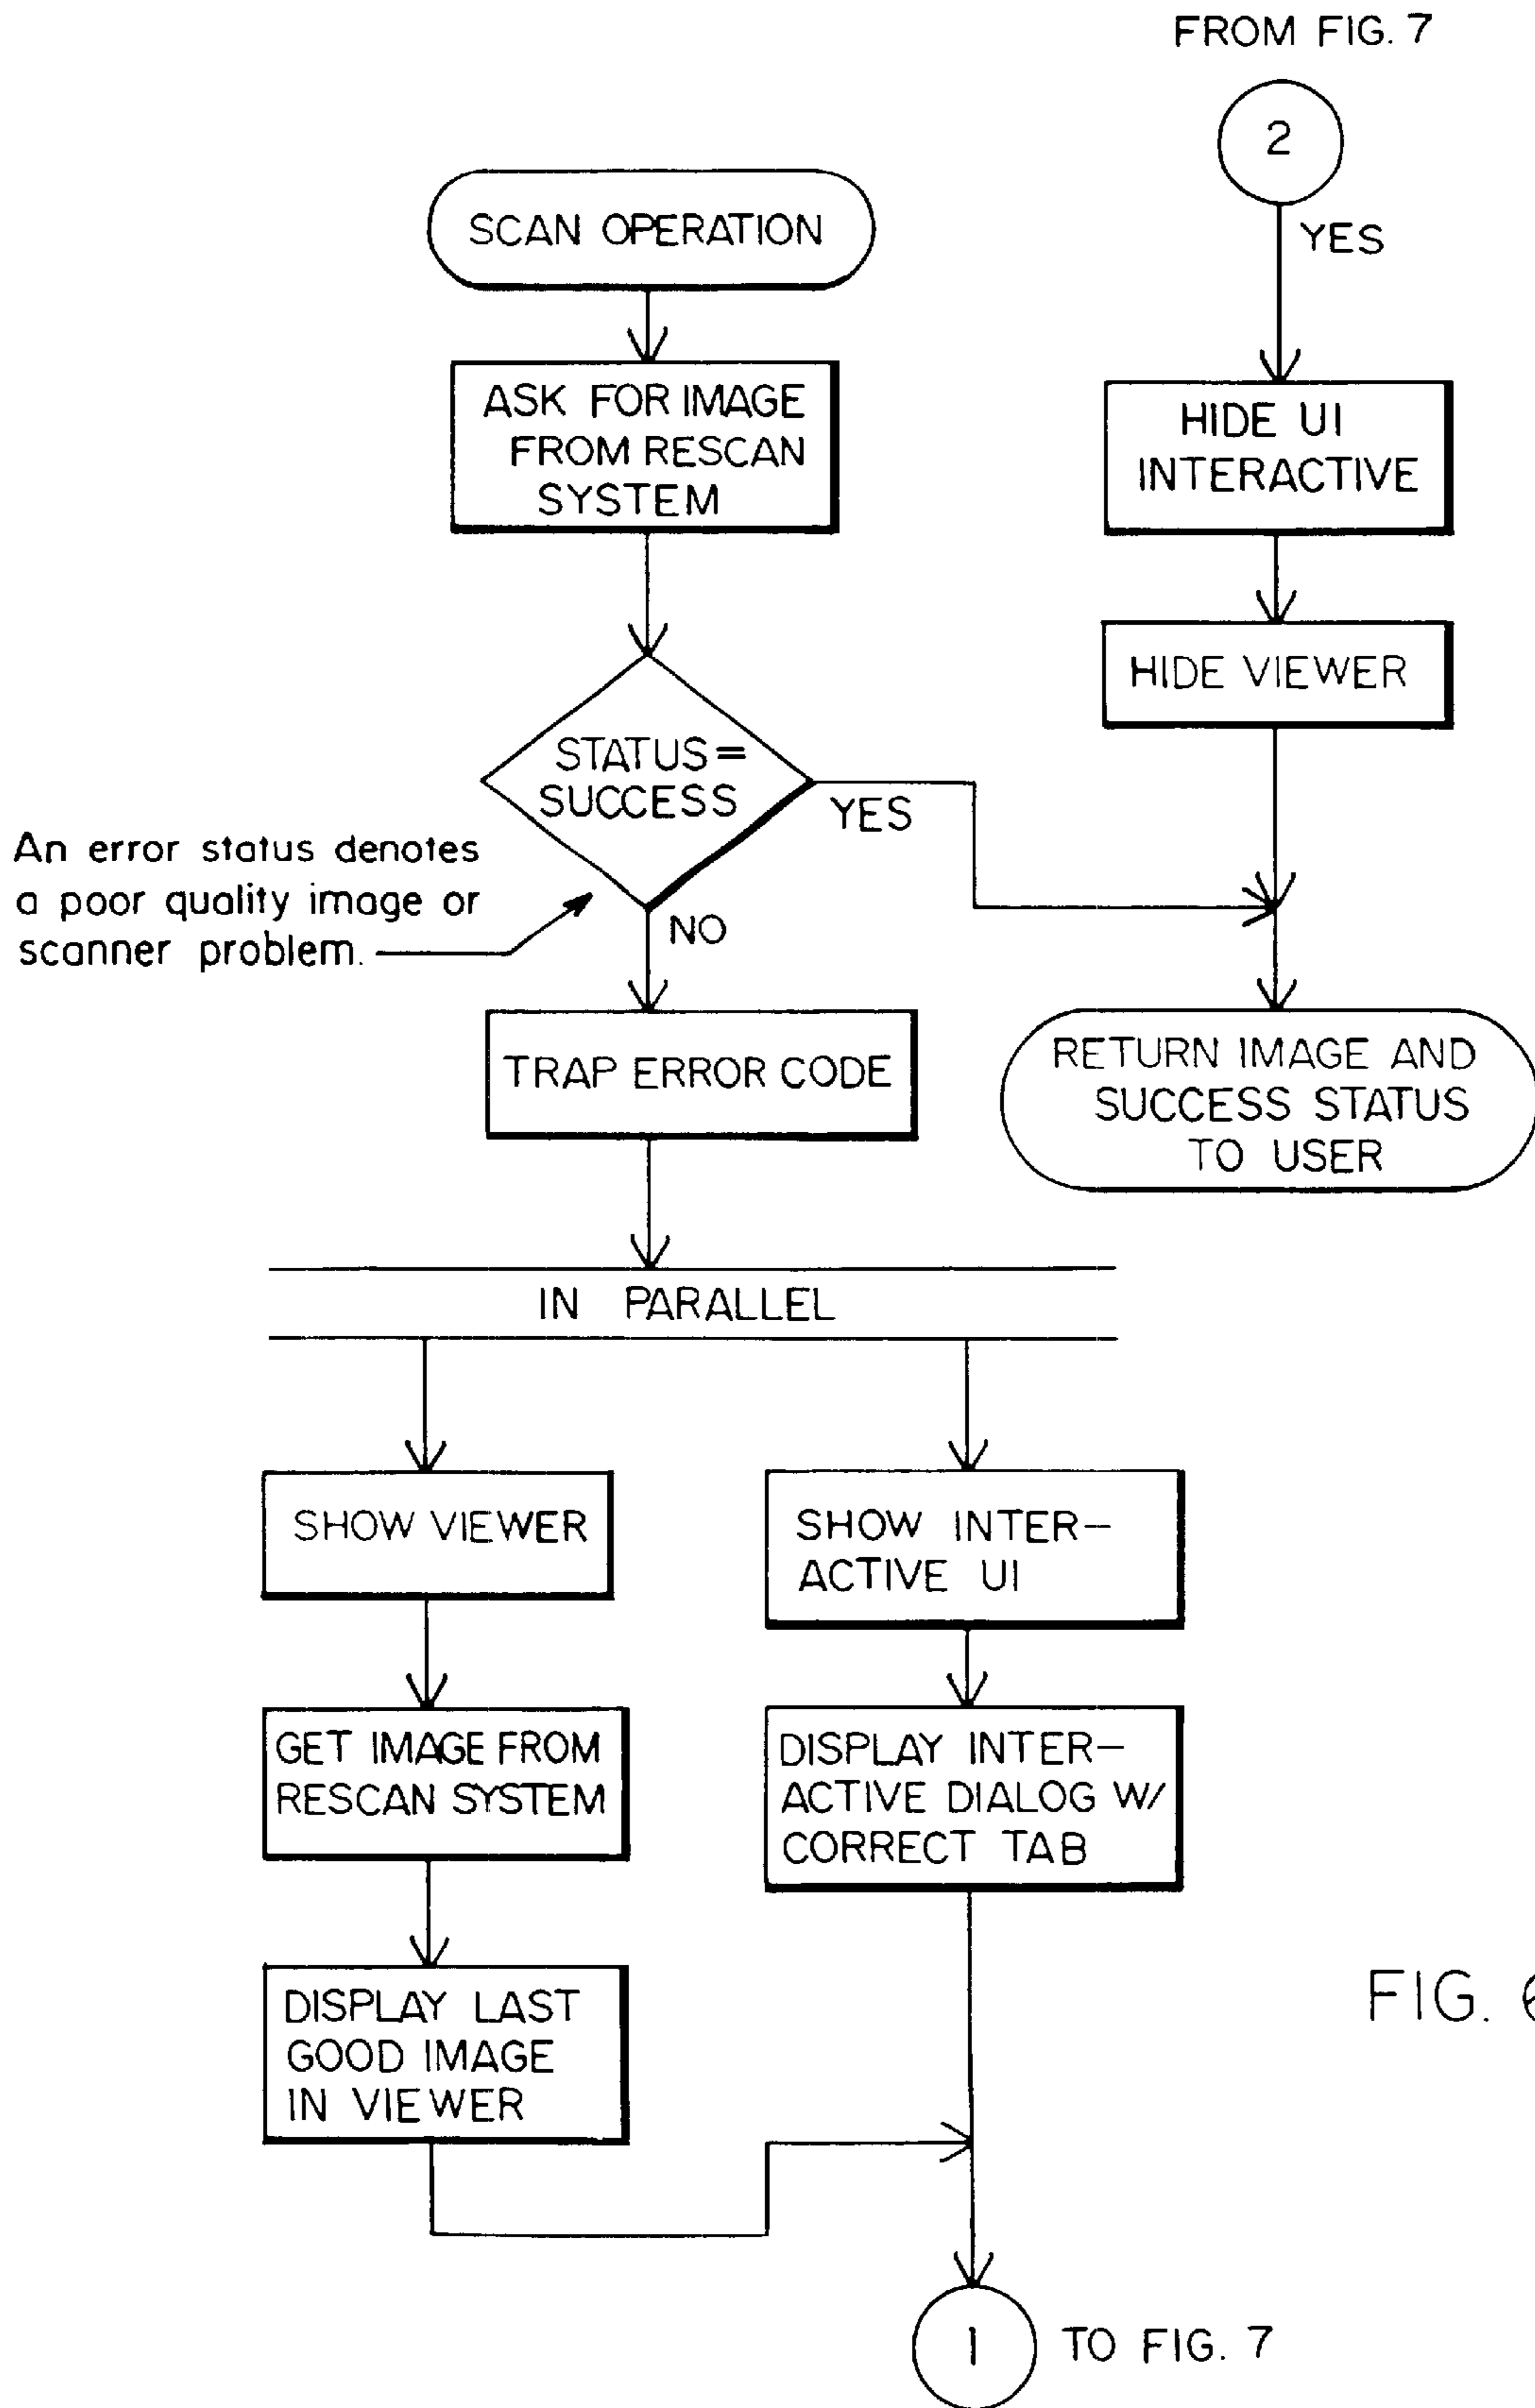 FROM FIG. 7
2
YES
SCAN OPERATION
ASK FOR IMAGE
FROM RESCAN
SYSTEM
HIDE UI
INTERACTIVE
HIDE VIEWER
STATUS =
SUCCESS
YES
An error status denotes
a poor quality image or
scanner problem.
NO
TRAP ERROR CODE
RETURN IMAGE AND
SUCCESS STATUS
TO USER
IN PARALLEL
SHOW VIEWER
SHOW INTER-
ACTIVE UI
GET IMAGE FROM
RESCAN SYSTEM
DISPLAY INTER-
ACTIVE DIALOG W/
CORRECT TAB
DISPLAY LAST
GOOD IMAGE
IN VIEWER
FIG. 6
1
TO FIG. 7